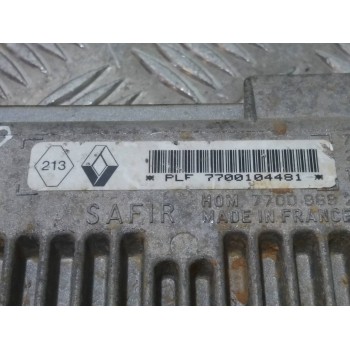 213
* PLF 7700104481 *
SAFIR HOM 7700 868
MADE IN FRANCE